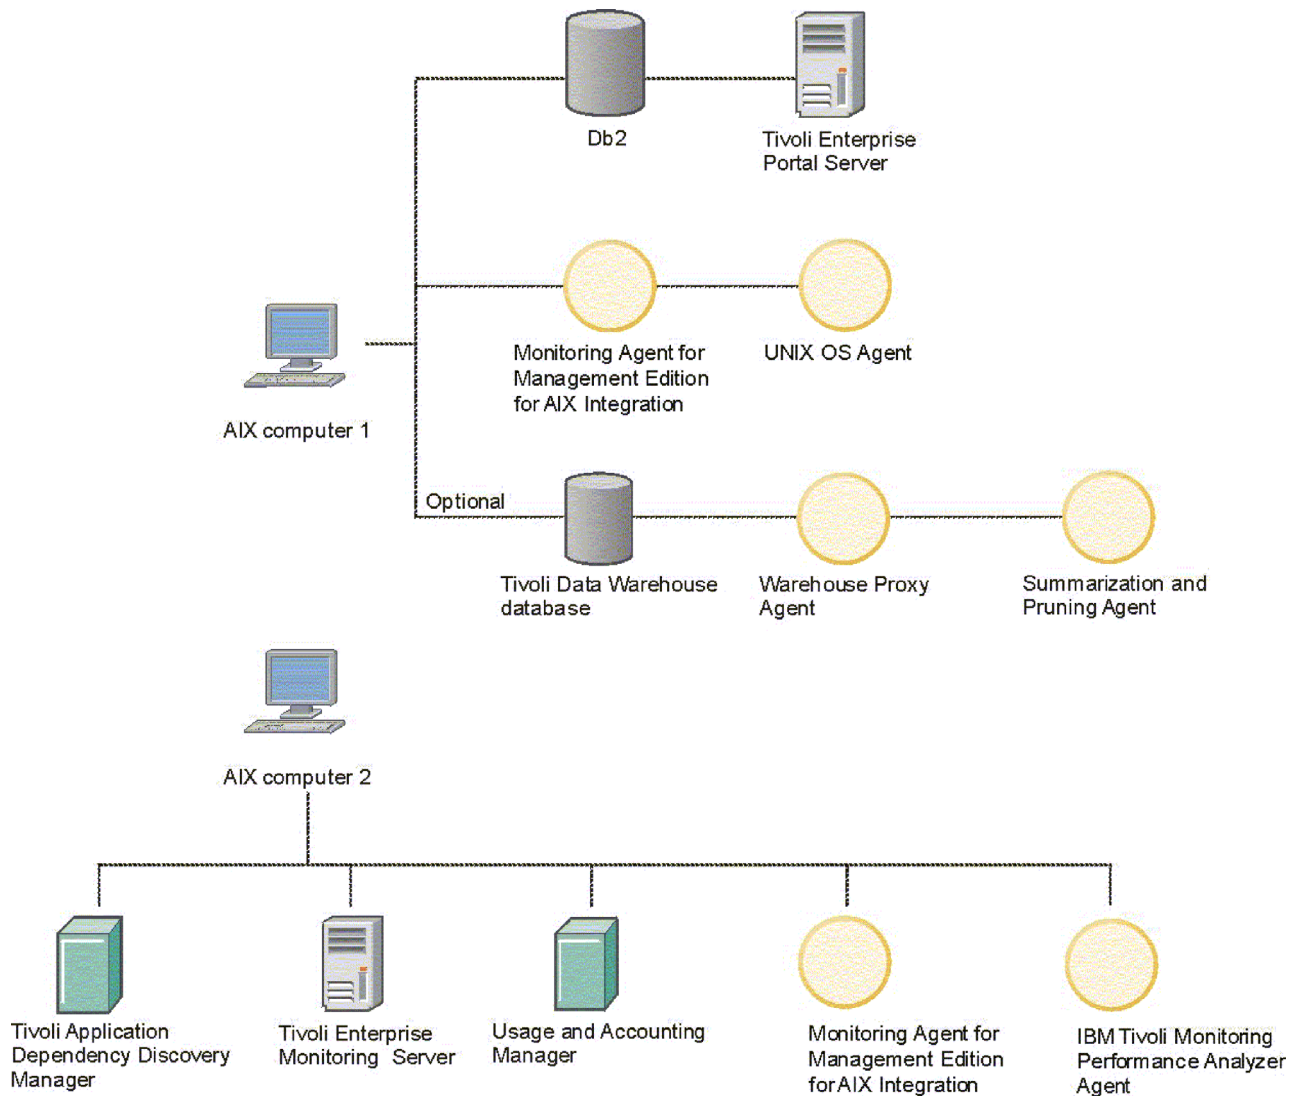 Db2
Tivoli Enterprise
Portal Server
Monitoring Agent for
Management Edition
for AIX Integration
UNIX OS Agent
AIX computer 1
Optional
Tivoli Data Warehouse
database
Warehouse Proxy
Agent
Summarization and
Pruning Agent
AIX computer 2
Tivoli Application
Dependency Discovery
Manager
Tivoli Enterprise
Monitoring Server
Usage and Accounting
Manager
Monitoring Agent for
Management Edition
for AIX Integration
IBM Tivoli Monitoring
Performance Analyzer
Agent